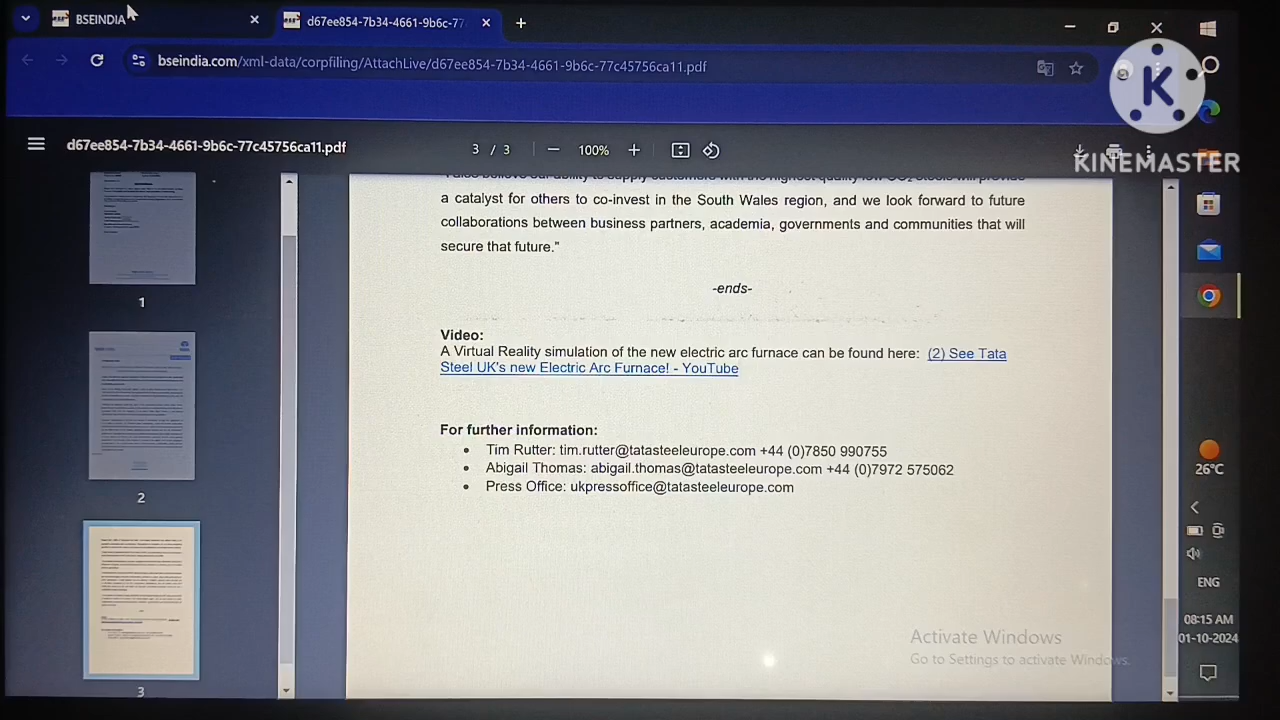 BSEINDIA
d67ee854-7b34-4661-9b6c-77
bseindia.com/xml-data/corpfiling/AttachLive/d67ee854-7b34-4661-9b6c-77c45756ca11.pdf
K
KINEMASTER
d67ee854-7b34-4661-9b6c-77c45756ca11.pdf
3 / 3
100%
a catalyst for others to co-invest in the South Wales region, and we look forward to future
collaborations between business partners, academia, governments and communities that will
secure that future."
-ends-
Video:
A Virtual Reality simulation of the new electric arc furnace can be found here: (2) See Tata
Steel UK's new Electric Arc Furnace! - YouTube
For further information:
Tim Rutter: tim.rutter@tatasteeleurope.com +44 (0)7850 990755
Abigail Thomas: abigail.thomas@tatasteeleurope.com +44 (0)7972 575062
Press Office: ukpressoffice@tatasteeleurope.com
1
2
3
26°C
ENG
08:15 AM
01-10-2024
Activate Windows
Go to Settings to activate Windows.